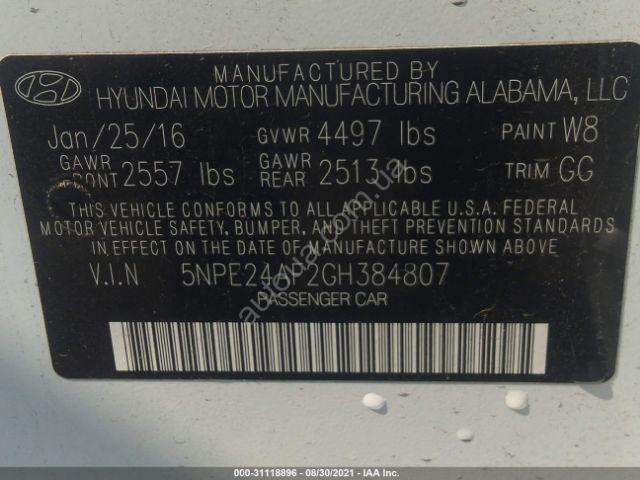 MANUFACTURED BY
HYUNDAI MOTOR MANUFACTURING ALABAMA, LLC
Jan/25/16 GVWR 4497 lbs PAINT W8
GAWR FRONT 2557 lbs GAWR REAR 2513 lbs TRIM GG
THIS VEHICLE CONFORMS TO ALL APPLICABLE U.S.A. FEDERAL
MOTOR VEHICLE SAFETY, BUMPER, AND THEFT PREVENTION STANDARDS
IN EFFECT ON THE DATE OF MANUFACTURE SHOWN ABOVE.
V.I.N
PASSENGER CAR
000-31118896 - 08/30/2021 - IAA Inc.